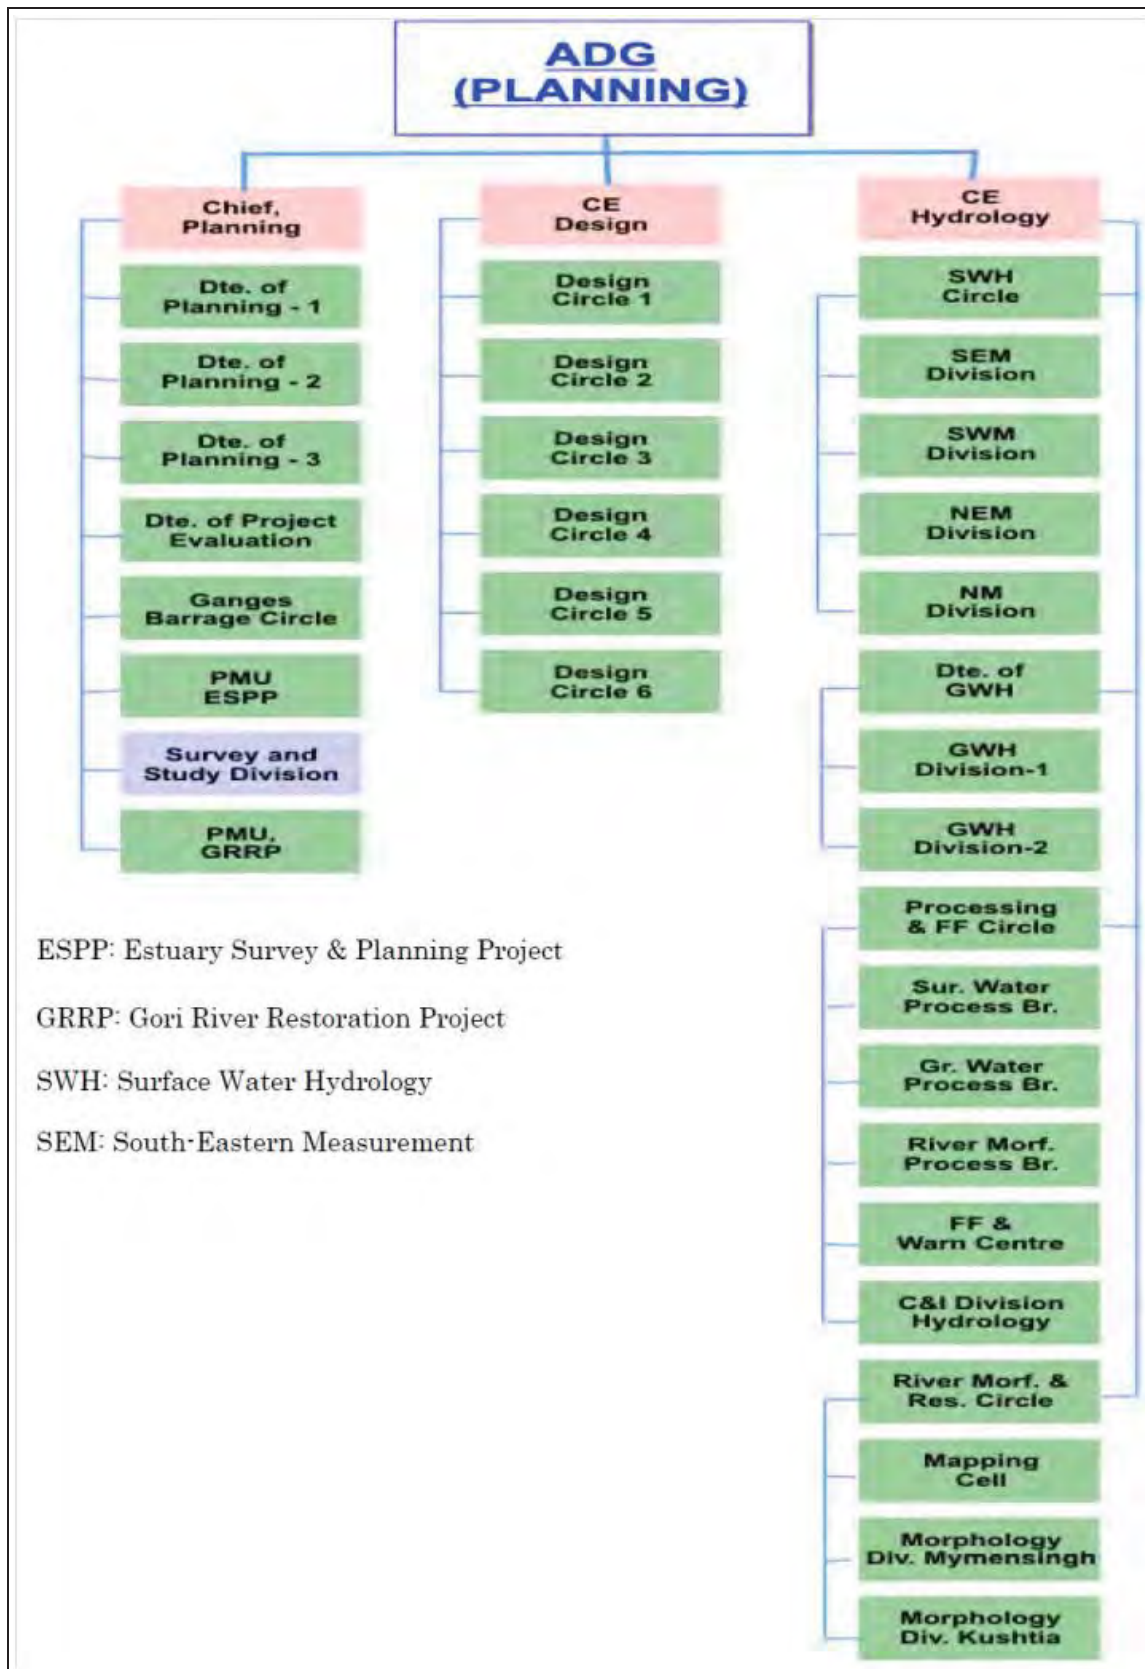 ADG
(PLANNING)
Chief,
Planning
Dte. of
Planning - 1
Dte. of
Planning - 2
Dte. of
Planning - 3
Dte. of Project
Evaluation
Ganges
Barrage Circle
PMU
ESPP
Survey and
Study Division
PMU,
GRRP
CE
Design
Design
Circle 1
Design
Circle 2
Design
Circle 3
Design
Circle 4
Design
Circle 5
Design
Circle 6
CE
Hydrology
SWH
Circle
SEM
Division
SWM
Division
NEM
Division
NM
Division
Dte. of
GWH
GWH
Division-1
GWH
Division-2
Processing
& FF Circle
Sur. Water
Process Br.
Gr. Water
Process Br.
River Morf.
Process Br.
FF &
Warn Centre
C&I Division
Hydrology
River Morf. &
Res. Circle
Mapping
Cell
Morphology
Div. Mymensingh
Morphology
Div. Kushtia
ESPP: Estuary Survey & Planning Project
GRRP: Gori River Restoration Project
SWH: Surface Water Hydrology
SEM: South-Eastern Measurement